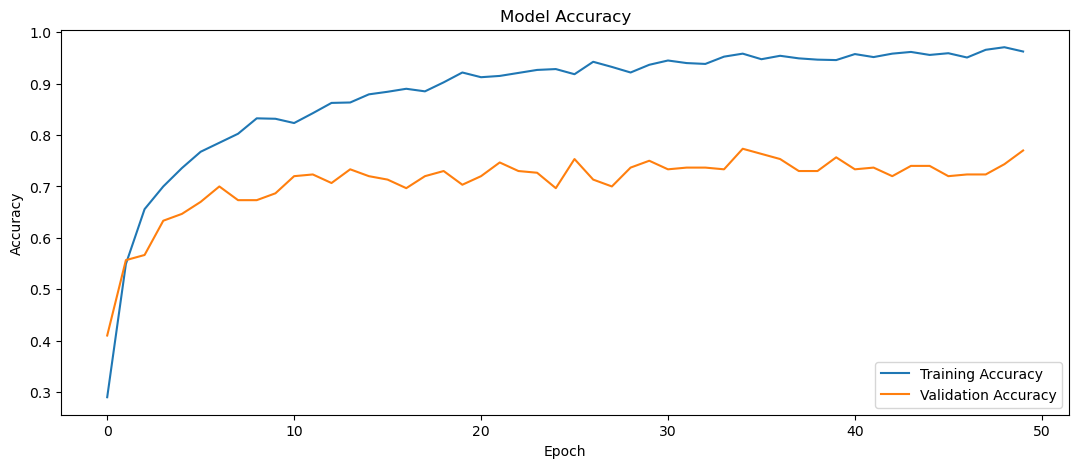 Model Accuracy
1.0
0.9
0.8
0.7
0.6
0.5
0.4
0.3
Accuracy
0 10 20 30 40 50
Epoch
Training Accuracy
Validation Accuracy